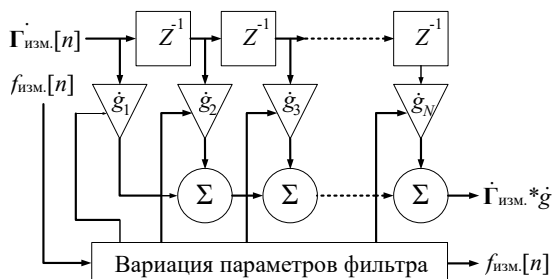 Γ̇изм.[n] Z⁻¹ Z⁻¹ Z⁻¹
fизм.[n] ġ1 ġ2 ġ3 ġN
Σ Σ Σ Γ̇изм.*ġ
Вариация параметров фильтра fизм.[n]